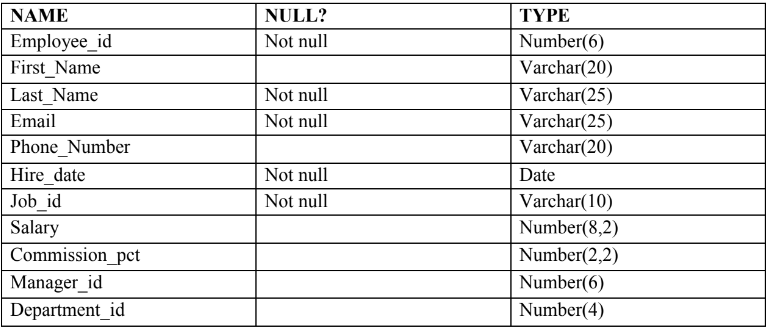 NAME NULL? TYPE
Employee_id Not null Number(6)
First_Name Varchar(20)
Last_Name Not null Varchar(25)
Email Not null Varchar(25)
Phone_Number Varchar(20)
Hire_date Not null Date
Job_id Not null Varchar(10)
Salary Number(8,2)
Commission_pct Number(2,2)
Manager_id Number(6)
Department_id Number(4)